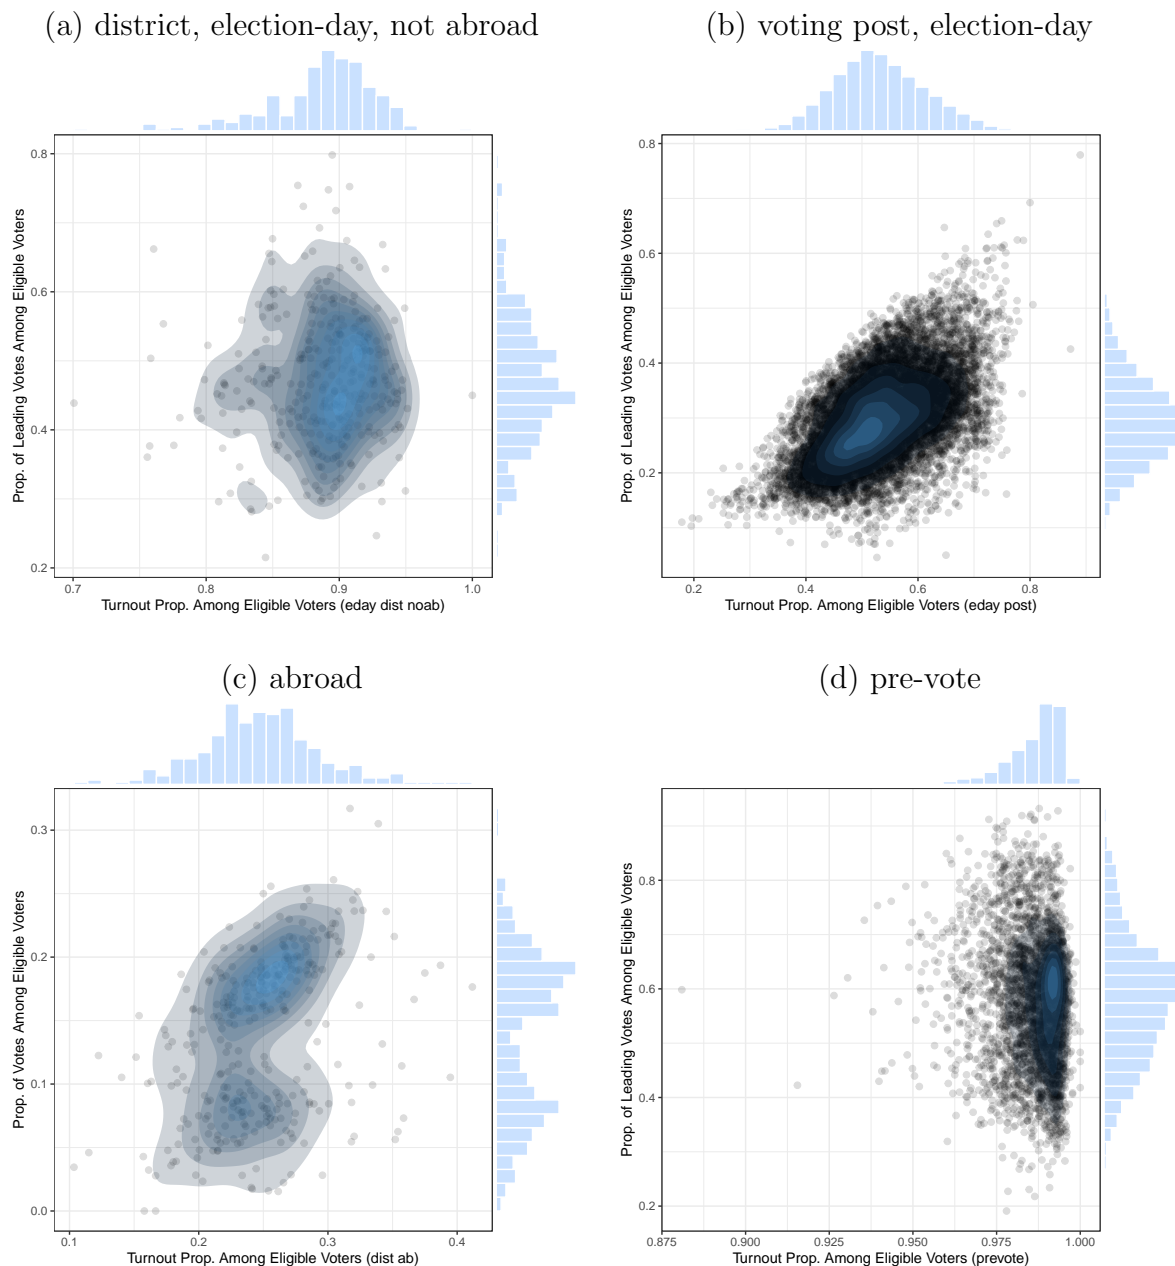 (a) district, election-day, not abroad
(b) voting post, election-day
Prop. of Leading Votes Among Eligible Voters
0.8
0.6
0.4
0.2
0.7
0.8
0.9
1.0
Turnout Prop. Among Eligible Voters (eday dist noab)
Prop. of Leading Votes Among Eligible Voters
0.8
0.6
0.4
0.2
0.2
0.4
0.6
0.8
Turnout Prop. Among Eligible Voters (eday post)
(c) abroad
(d) pre-vote
Prop. of Votes Among Eligible Voters
0.3
0.2
0.1
0.0
0.1
0.2
0.3
0.4
Turnout Prop. Among Eligible Voters (dist ab)
Prop. of Leading Votes Among Eligible Voters
0.8
0.6
0.4
0.2
0.875
0.900
0.925
0.950
0.975
1.000
Turnout Prop. Among Eligible Voters (prevote)